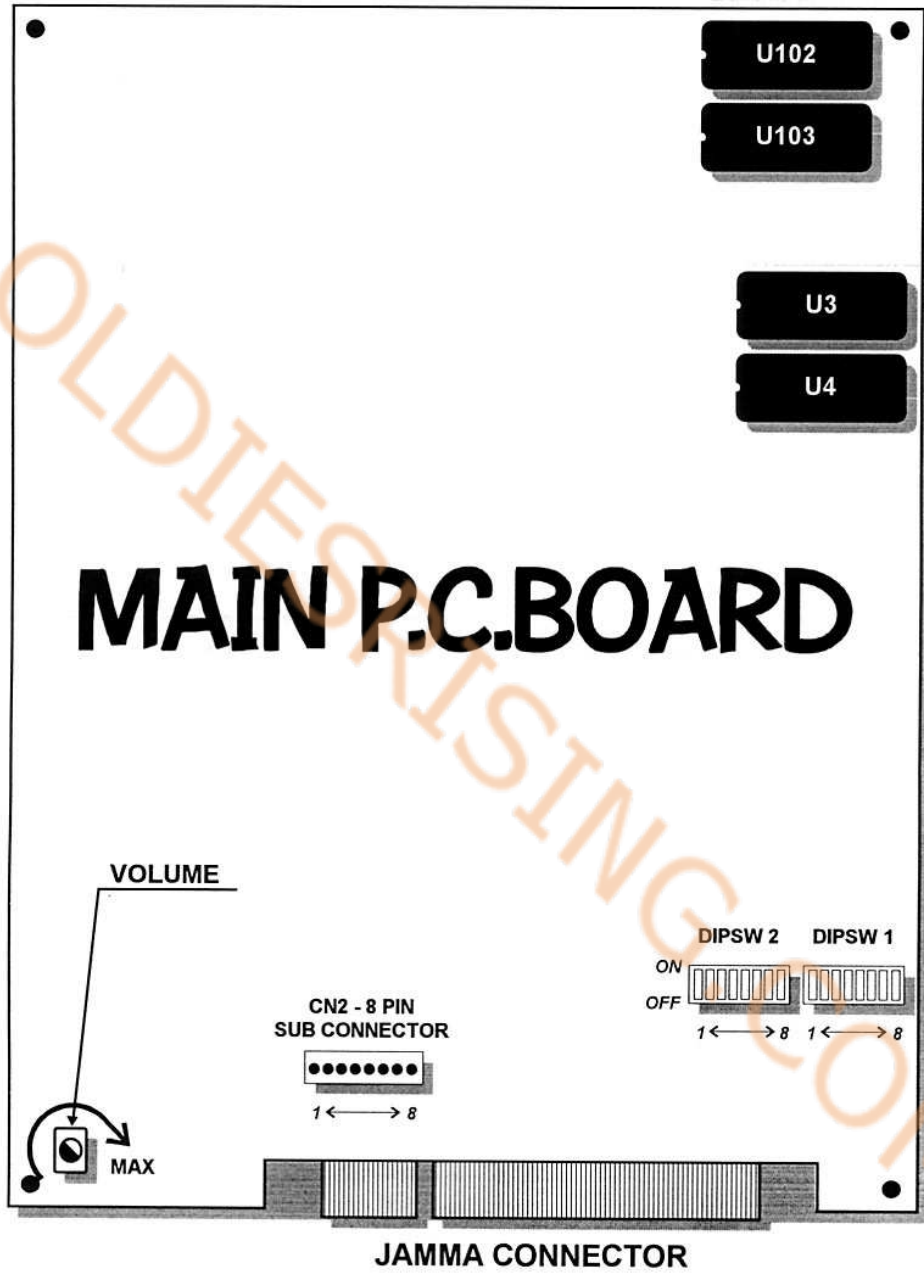 U102
U103
U3
U4
MAIN P.C.BOARD
VOLUME
DIPSW 2 DIPSW 1
ON
OFF
1 8 1 8
CN2 - 8 PIN
SUB CONNECTOR
1 8
MAX
JAMMA CONNECTOR
OLDIESRISING.COM